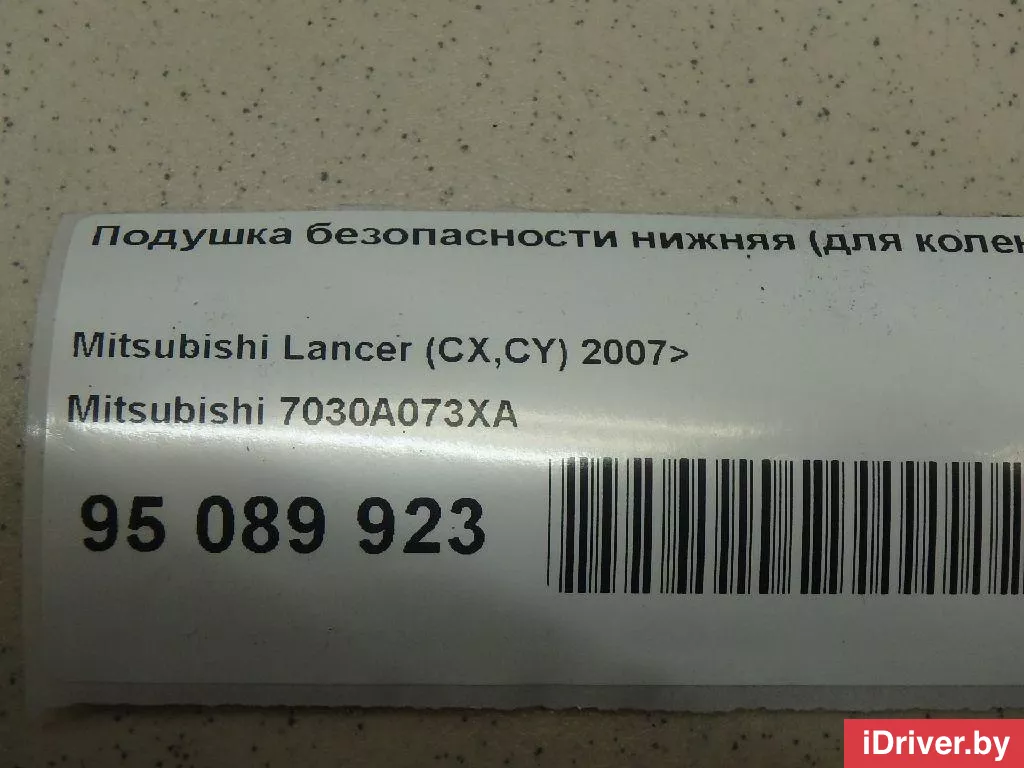 Подушка безопасности нижняя (для колен
Mitsubishi Lancer (CX,CY) 2007>
Mitsubishi 7030A073XA
95 089 923
iDriver.by